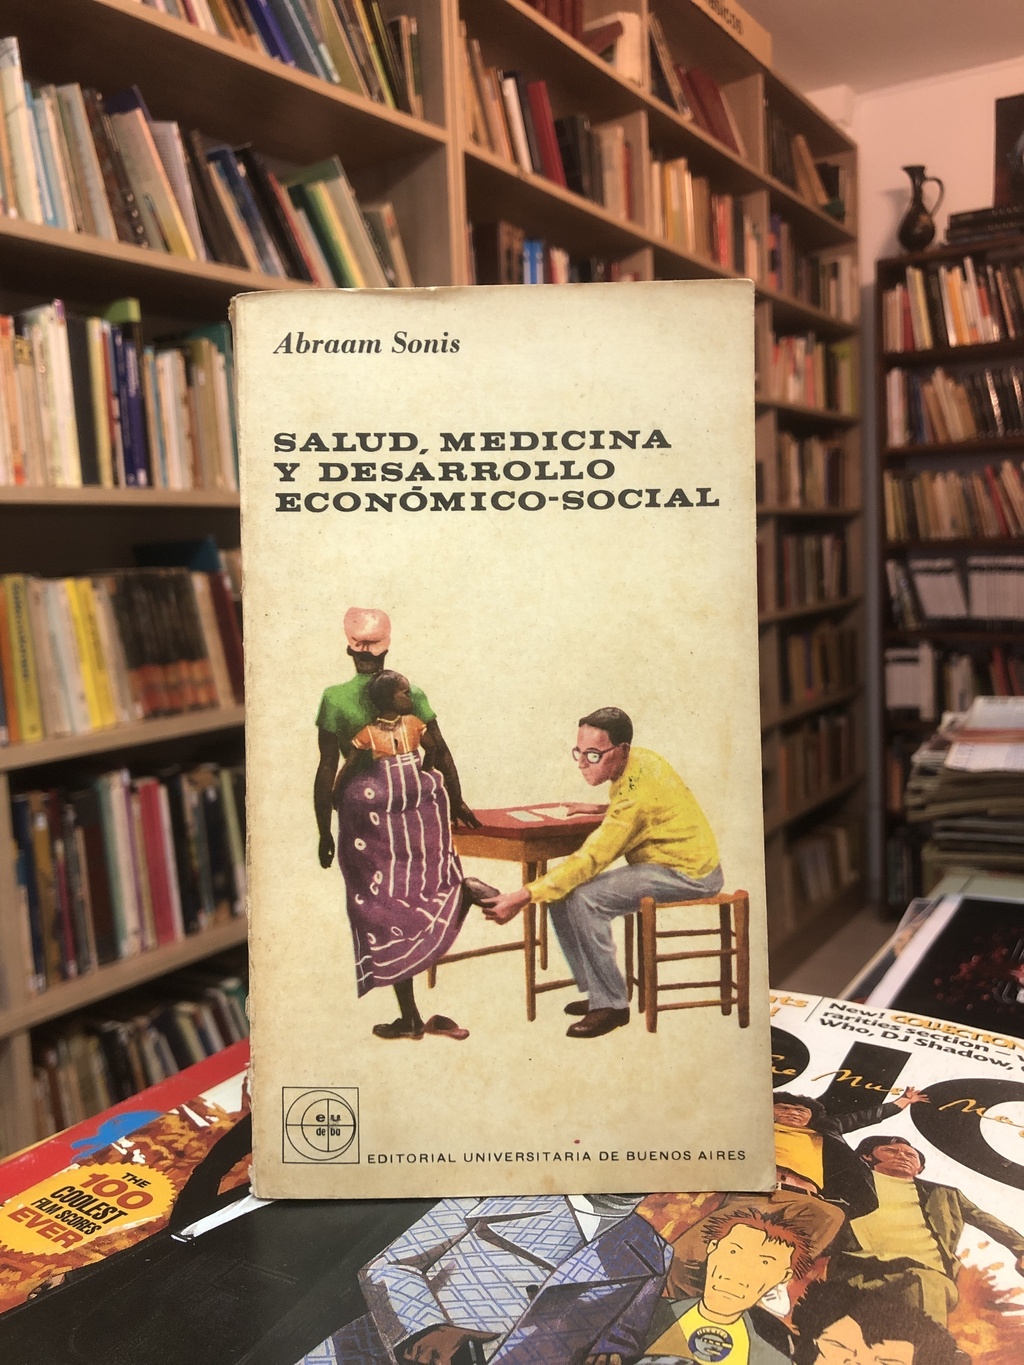 Abraam Sonis
SALUD, MEDICINA
Y DESARROLLO
ECONÓMICO-SOCIAL
eu
de ba
EDITORIAL UNIVERSITARIA DE BUENOS AIRES
THE
100
COOLEST
FILM SCORES
EVER
New! COLLECTION
rarities section –
Who, DJ Shadow,